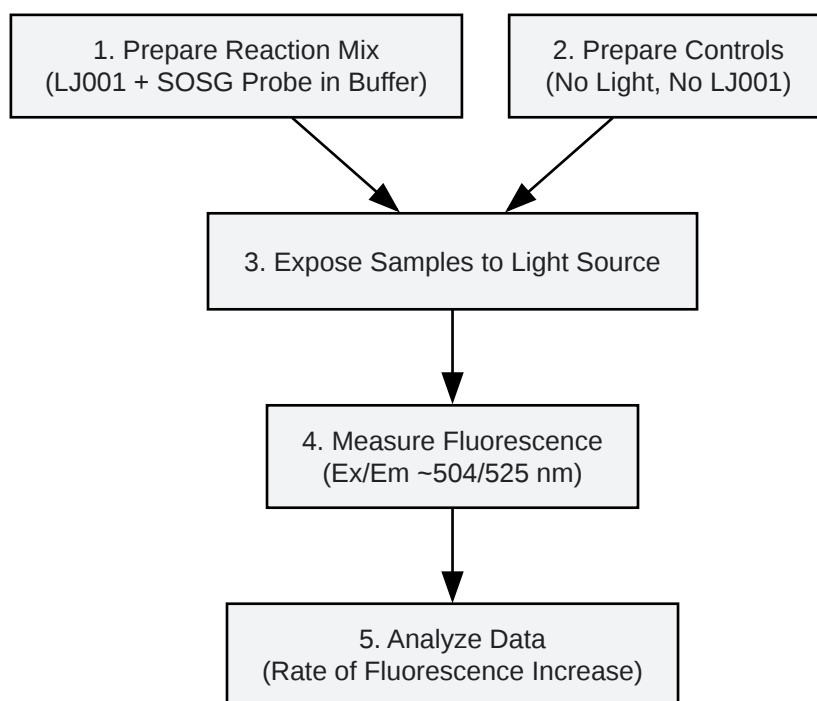 1. Prepare Reaction Mix
(LJ001 + SOSG Probe in Buffer)
2. Prepare Controls
(No Light, No LJ001)
3. Expose Samples to Light Source
4. Measure Fluorescence
(Ex/Em ~504/525 nm)
5. Analyze Data
(Rate of Fluorescence Increase)